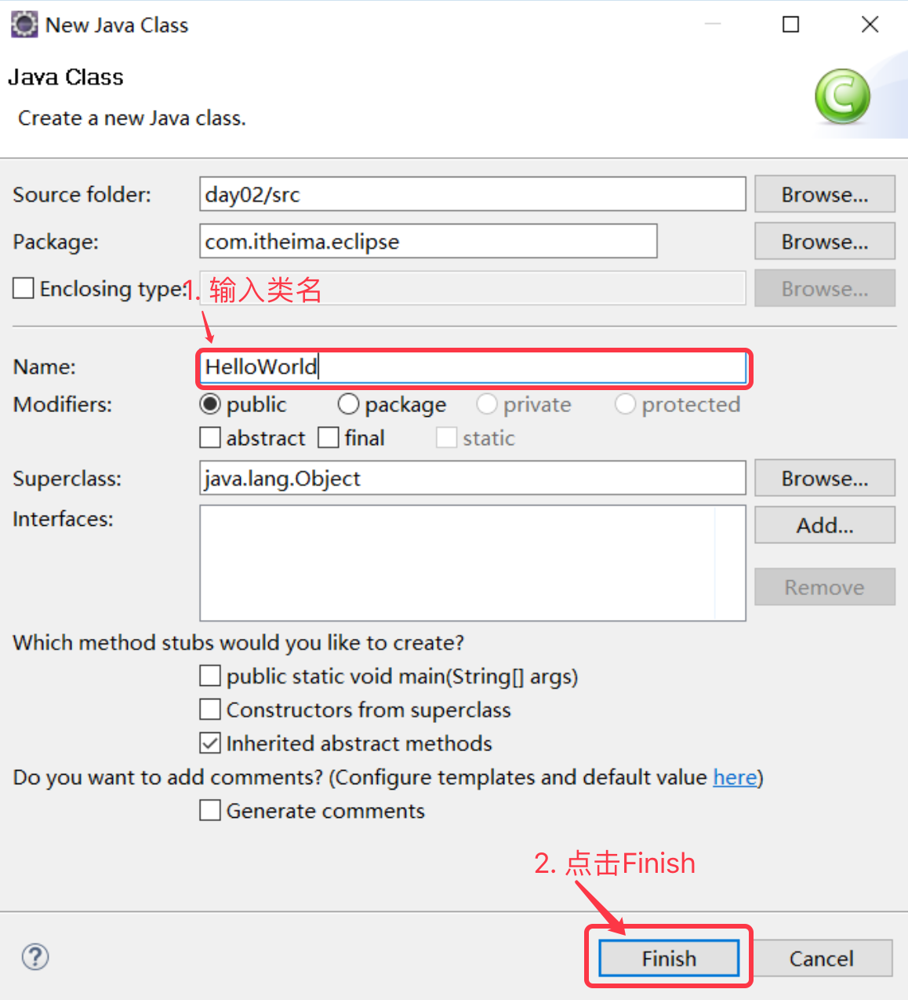 New Java Class
Java Class
Create a new Java class.
Source folder: day02/src Browse...
Package: com.itheima.eclipse Browse...
Enclosing type: Browse...
1. 输入类名
Name: HelloWorld
Modifiers: public package private protected
abstract final static
Superclass: java.lang.Object Browse...
Interfaces: Add...
Remove
Which method stubs would you like to create?
public static void main(String[] args)
Constructors from superclass
Inherited abstract methods
Do you want to add comments? (Configure templates and default value here)
Generate comments
2. 点击Finish
Finish Cancel